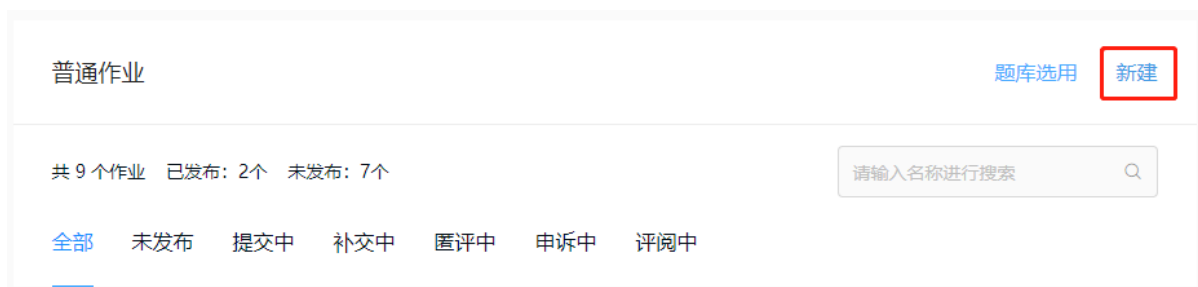 普通作业 题库选用 新建
共 9 个作业 已发布：2个 未发布：7个 请输入名称进行搜索
全部 未发布 提交中 补交中 匿评中 申诉中 评阅中